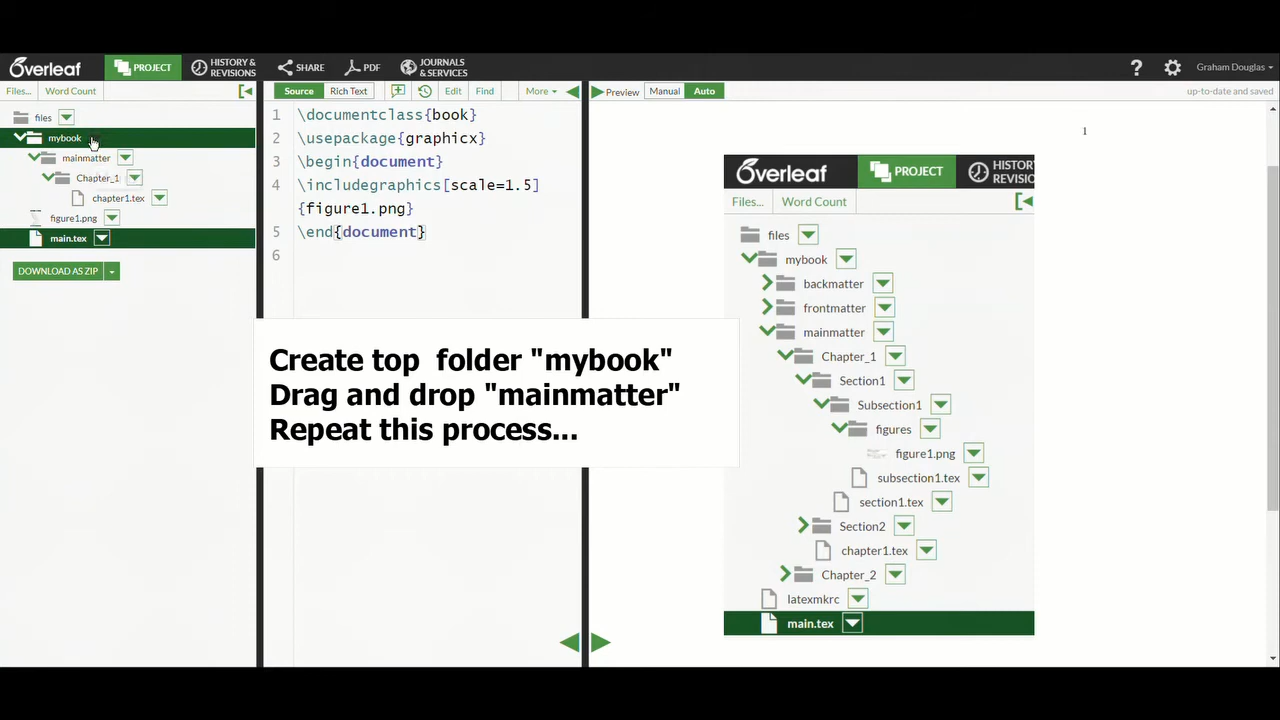 Overleaf
PROJECT
HISTORY & REVISIONS
SHARE
PDF
JOURNALS & SERVICES
?
Graham Douglas
Files...
Word Count
Source
Rich Text
Edit
Find
More
Preview
Manual
Auto
up-to-date and saved
files
mybook
mainmatter
Chapter_1
chapter1.tex
figure1.png
main.tex
DOWNLOAD AS ZIP
1 \documentclass{book}
2 \usepackage{graphicx}
3 \begin{document}
4 \includegraphics[scale=1.5]
{figure1.png}
5 \end{document}
6
Create top folder "mybook"
Drag and drop "mainmatter"
Repeat this process...
1
Overleaf
PROJECT
HISTORY
REVISIONS
Files...
Word Count
files
mybook
backmatter
frontmatter
mainmatter
Chapter_1
Section1
Subsection1
figures
figure1.png
subsection1.tex
section1.tex
Section2
chapter1.tex
Chapter_2
latexmkrc
main.tex